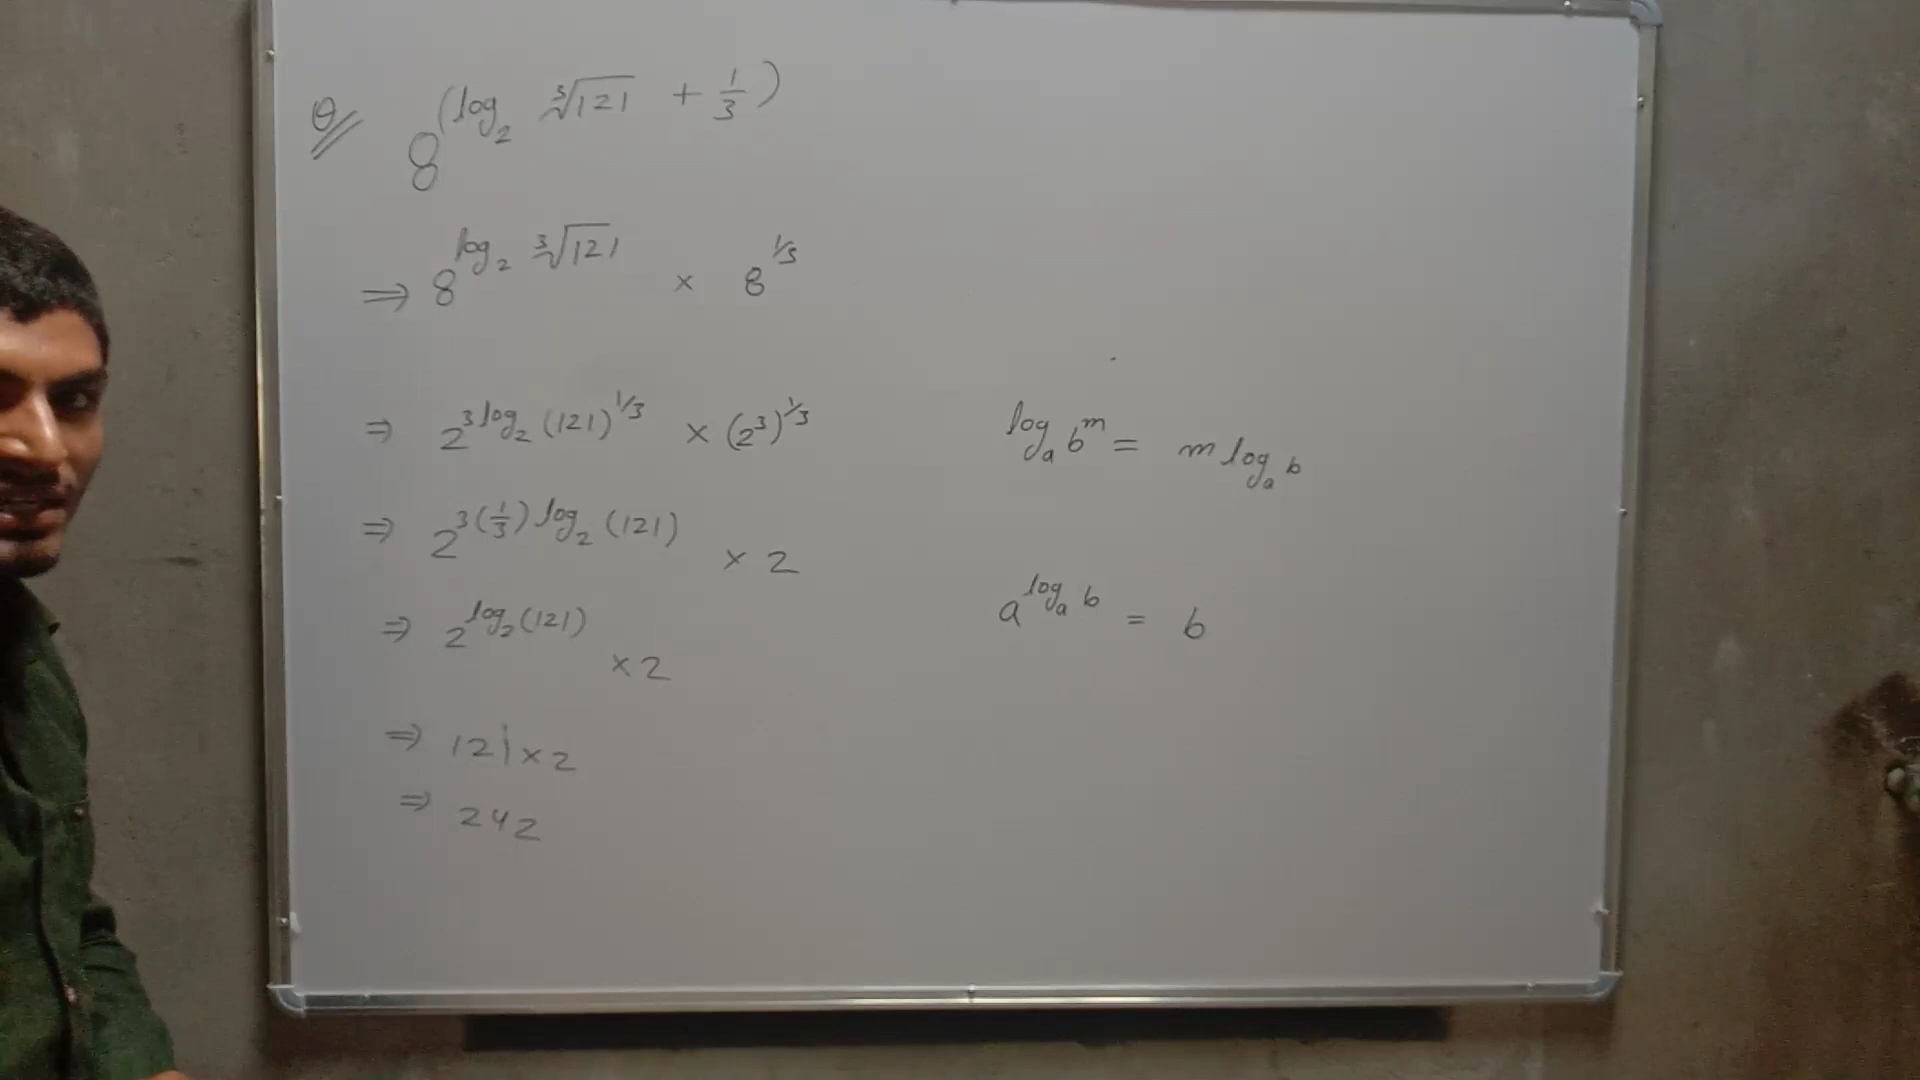 Q 8^(log₂ ∛121 + 1/3)
⇒ 8^(log₂ ∛121) × 8^(1/3)
⇒ 2^(3 log₂ (121)^(1/3)) × (2³)^(1/3)
⇒ 2^(3(1/3) log₂ (121)) × 2
⇒ 2^(log₂(121)) × 2
⇒ 121 × 2
⇒ 242
logₐ b^m = m logₐ b
a^(logₐ b) = b